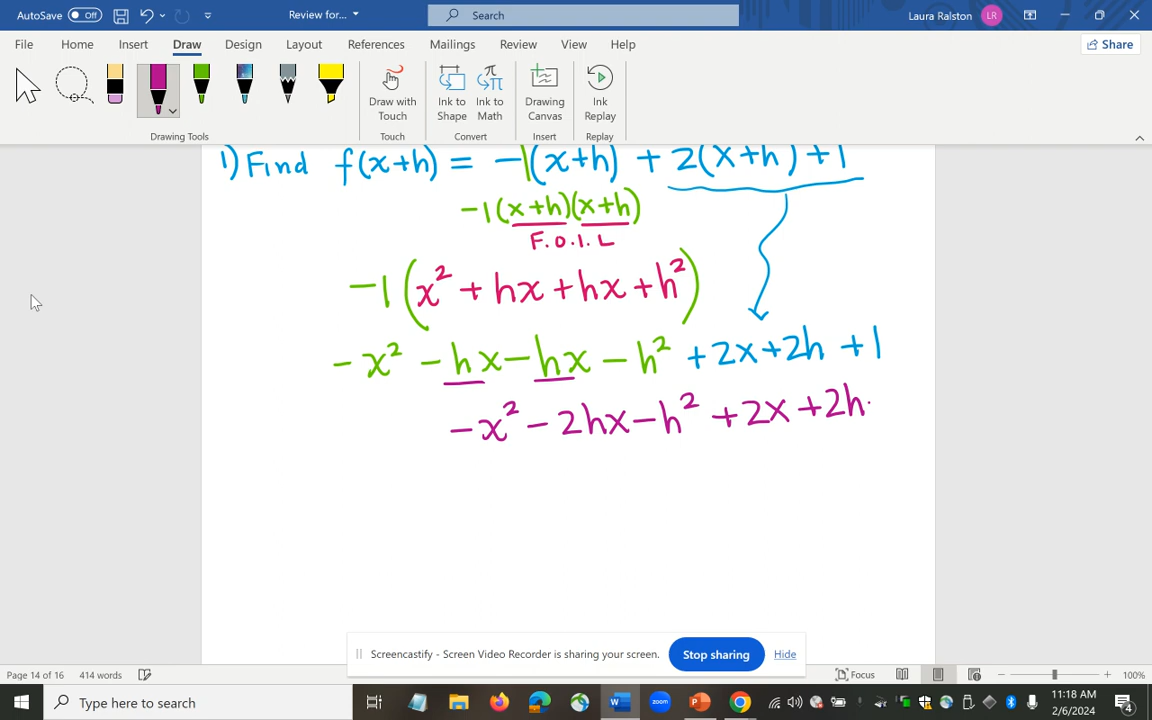 AutoSave Off Review for... Search Laura Ralston LR
File Home Insert Draw Design Layout References Mailings Review View Help Share
Draw with Touch Ink to Shape Ink to Math Drawing Canvas Ink Replay
Drawing Tools Touch Convert Insert Replay
1) Find f(x+h) = -1(x+h) + 2(x+h) + 1
-1(x+h)(x+h)
F.O.I.L
-1(x² + hx + hx + h²)
-x² - hx - hx - h² + 2x + 2h + 1
-x² - 2hx - h² + 2x + 2h
Screencastify - Screen Video Recorder is sharing your screen. Stop sharing Hide
Page 14 of 16 414 words Focus 100%
Type here to search zoom 11:18 AM
2/6/2024 4